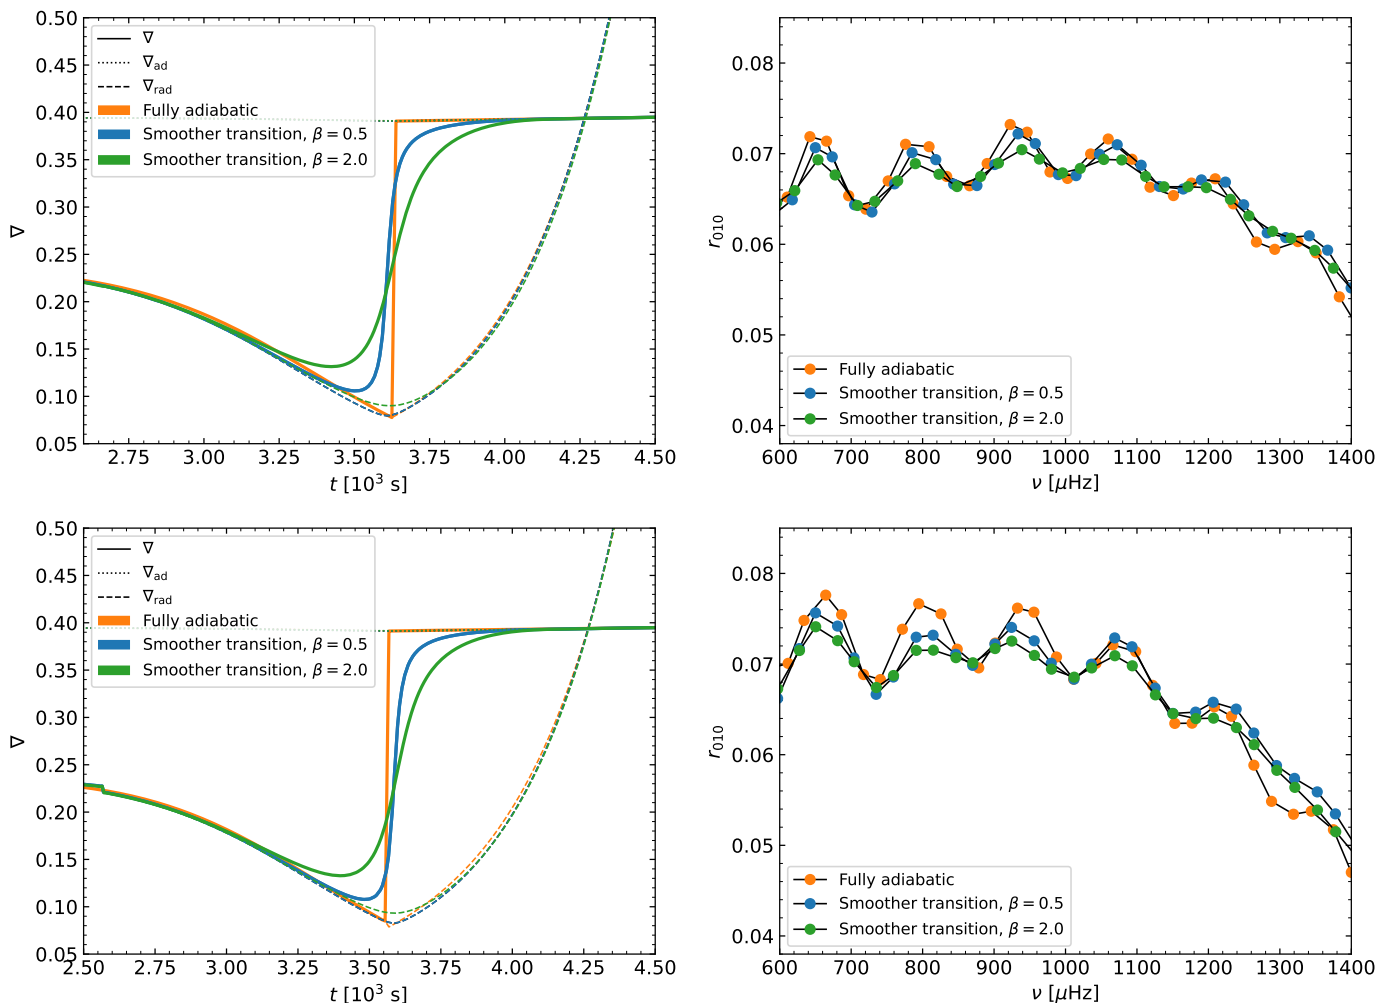 0.50
0.45
0.40
0.35
0.30
0.25
0.20
0.15
0.10
0.05
∇
∇
∇ad
∇rad
Fully adiabatic
Smoother transition, β = 0.5
Smoother transition, β = 2.0
2.75 3.00 3.25 3.50 3.75 4.00 4.25 4.50
t [10³ s]
0.08
0.07
0.06
0.05
0.04
r010
Fully adiabatic
Smoother transition, β = 0.5
Smoother transition, β = 2.0
600 700 800 900 1000 1100 1200 1300 1400
ν [μHz]
0.50
0.45
0.40
0.35
0.30
0.25
0.20
0.15
0.10
0.05
∇
∇
∇ad
∇rad
Fully adiabatic
Smoother transition, β = 0.5
Smoother transition, β = 2.0
2.50 2.75 3.00 3.25 3.50 3.75 4.00 4.25 4.50
t [10³ s]
0.08
0.07
0.06
0.05
0.04
r010
Fully adiabatic
Smoother transition, β = 0.5
Smoother transition, β = 2.0
600 700 800 900 1000 1100 1200 1300 1400
ν [μHz]